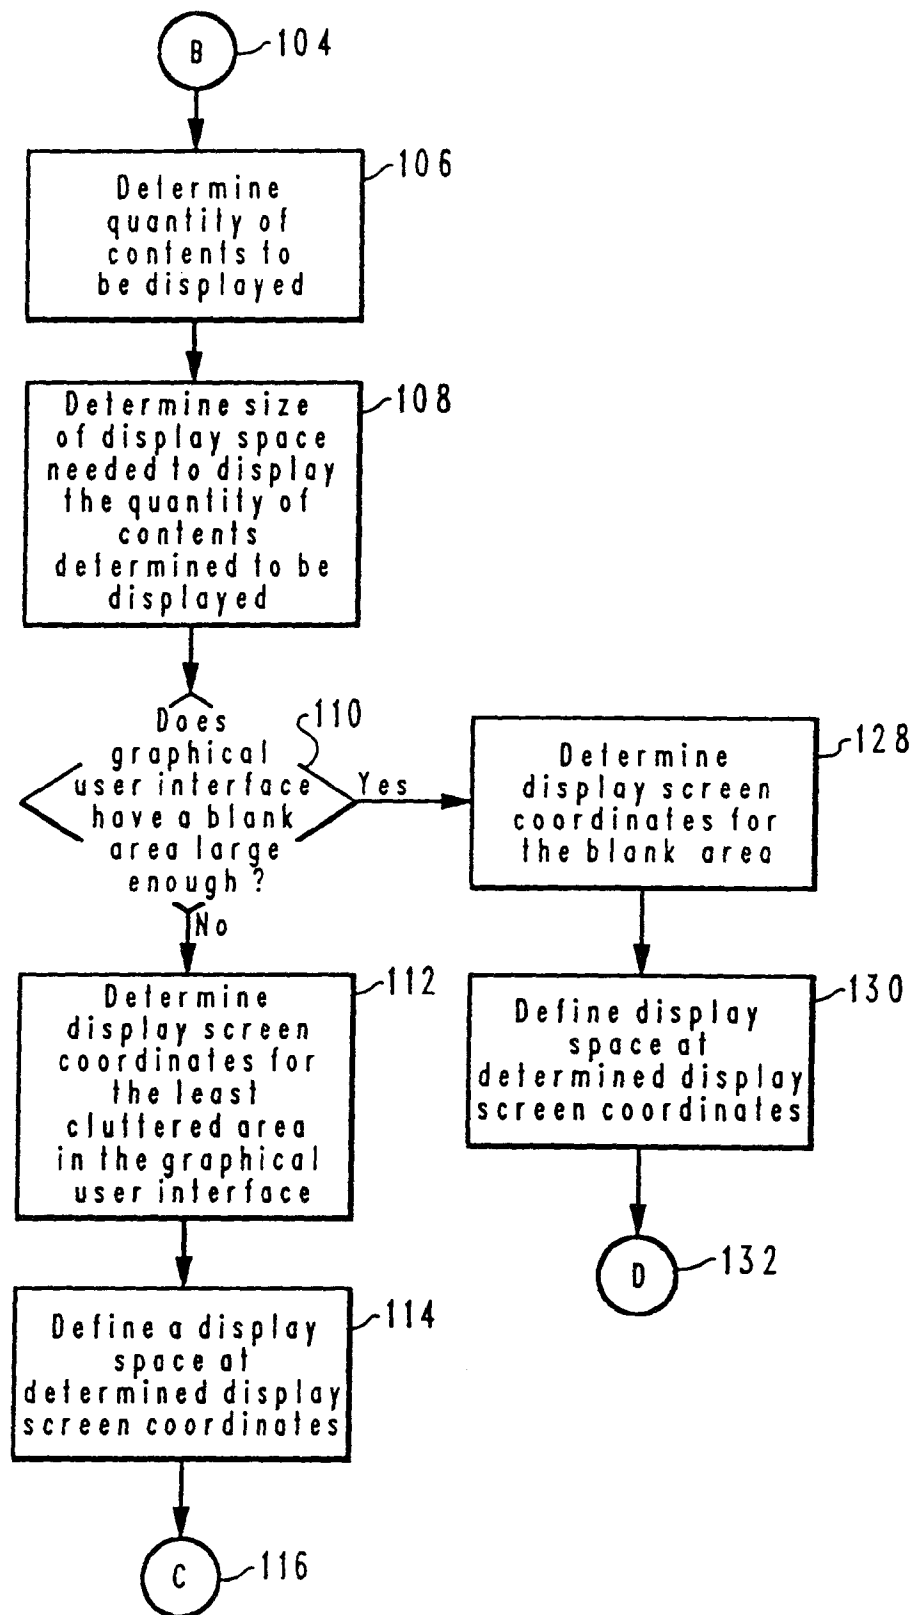 B
104
106
Determine
quantity of
contents to
be displayed
108
Determine size
of display space
needed to display
the quantity of
contents
determined to be
displayed
110
Does
graphical
user interface
have a blank
area large
enough?
Yes
No
128
Determine
display screen
coordinates for
the blank area
112
Determine
display screen
coordinates for
the least
cluttered area
in the graphical
user interface
130
Define display
space at
determined display
screen coordinates
D
132
114
Define a display
space at
determined display
screen coordinates
C
116